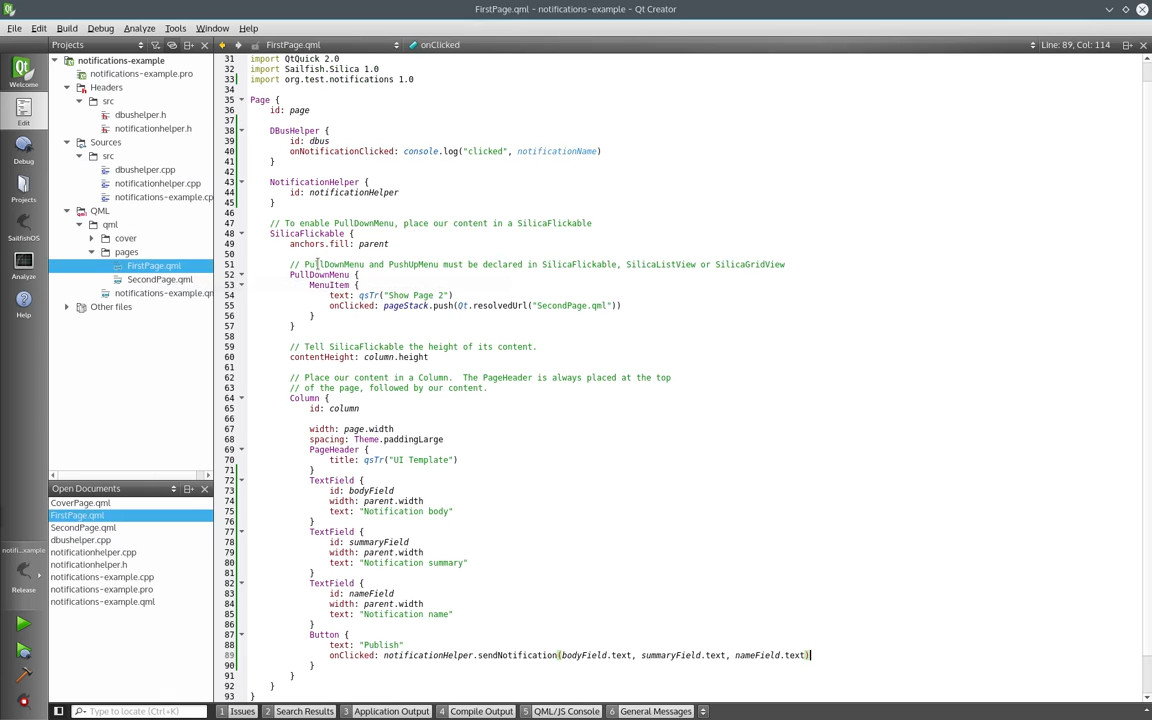 FirstPage.qml - notifications-example - Qt Creator
File Edit Build Debug Analyze Tools Window Help
Projects
FirstPage.qml
onClicked
Line: 89, Col: 114
Welcome
Edit
Debug
Projects
SailfishOS
Analyze
Help
notifi...xample
Release
notifications-example
notifications-example.pro
Headers
src
dbushelper.h
notificationhelper.h
Sources
src
dbushelper.cpp
notificationhelper.cpp
notifications-example.cp
QML
qml
cover
pages
FirstPage.qml
SecondPage.qml
notifications-example.qm
Other files
Open Documents
CoverPage.qml
FirstPage.qml
SecondPage.qml
dbushelper.cpp
notificationhelper.cpp
notificationhelper.h
notifications-example.cpp
notifications-example.pro
notifications-example.qml
31 import QtQuick 2.0
32 import Sailfish.Silica 1.0
33 import org.test.notifications 1.0
34
35 Page {
36 id: page
37
38 DBusHelper {
39 id: dbus
40 onNotificationClicked: console.log("clicked", notificationName)
41 }
42
43 NotificationHelper {
44 id: notificationHelper
45 }
46
47 // To enable PullDownMenu, place our content in a SilicaFlickable
48 SilicaFlickable {
49 anchors.fill: parent
50
51 // PullDownMenu and PushUpMenu must be declared in SilicaFlickable, SilicaListView or SilicaGridView
52 PullDownMenu {
53 MenuItem {
54 text: qsTr("Show Page 2")
55 onClicked: pageStack.push(Qt.resolvedUrl("SecondPage.qml"))
56 }
57 }
58
59 // Tell SilicaFlickable the height of its content.
60 contentHeight: column.height
61
62 // Place our content in a Column.  The PageHeader is always placed at the top
63 // of the page, followed by our content.
64 Column {
65 id: column
66
67 width: page.width
68 spacing: Theme.paddingLarge
69 PageHeader {
70 title: qsTr("UI Template")
71 }
72 TextField {
73 id: bodyField
74 width: parent.width
75 text: "Notification body"
76 }
77 TextField {
78 id: summaryField
79 width: parent.width
80 text: "Notification summary"
81 }
82 TextField {
83 id: nameField
84 width: parent.width
85 text: "Notification name"
86 }
87 Button {
88 text: "Publish"
89 onClicked: notificationHelper.sendNotification(bodyField.text, summaryField.text, nameField.text)
90 }
91 }
92 }
93 }
Type to locate (Ctrl+K)
1 Issues 2 Search Results 3 Application Output 4 Compile Output 5 QML/JS Console 6 General Messages